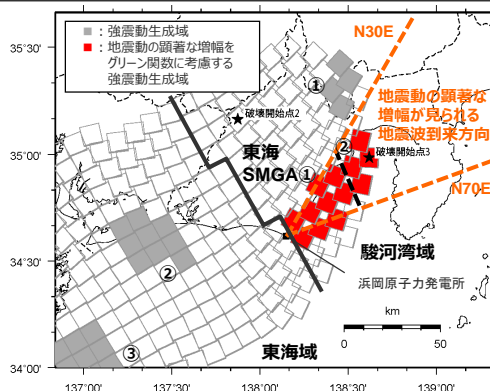 ：強震動生成域
：地震動の顕著な増幅を
グリーン関数に考慮する
強震動生成域
N30E
地震動の顕著な
増幅が見られる
地震波到来方向
N70E
①
破壊開始点2
東海
SMGA①
②
破壊開始点3
駿河湾域
浜岡原子力発電所
②
③
東海域
km
0 50
35°30'
35°00'
34°30'
34°00'
137°00' 137°30' 138°00' 138°30' 139°00'